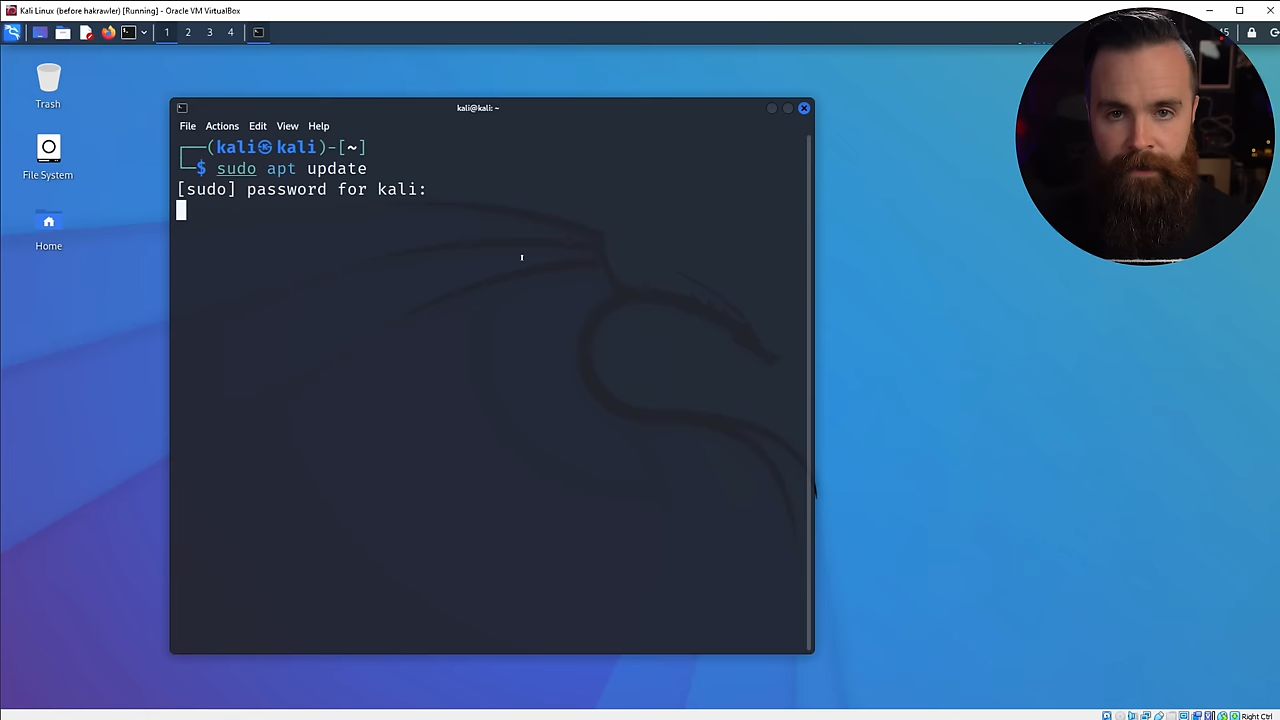 Kali Linux (before hakrawler) [Running] - Oracle VM VirtualBox
1 2 3 4
Trash
File System
Home
kali@kali: ~
File Actions Edit View Help
┌──(kali㉿kali)-[~]
└─$ sudo apt update
[sudo] password for kali:
Right Ctrl